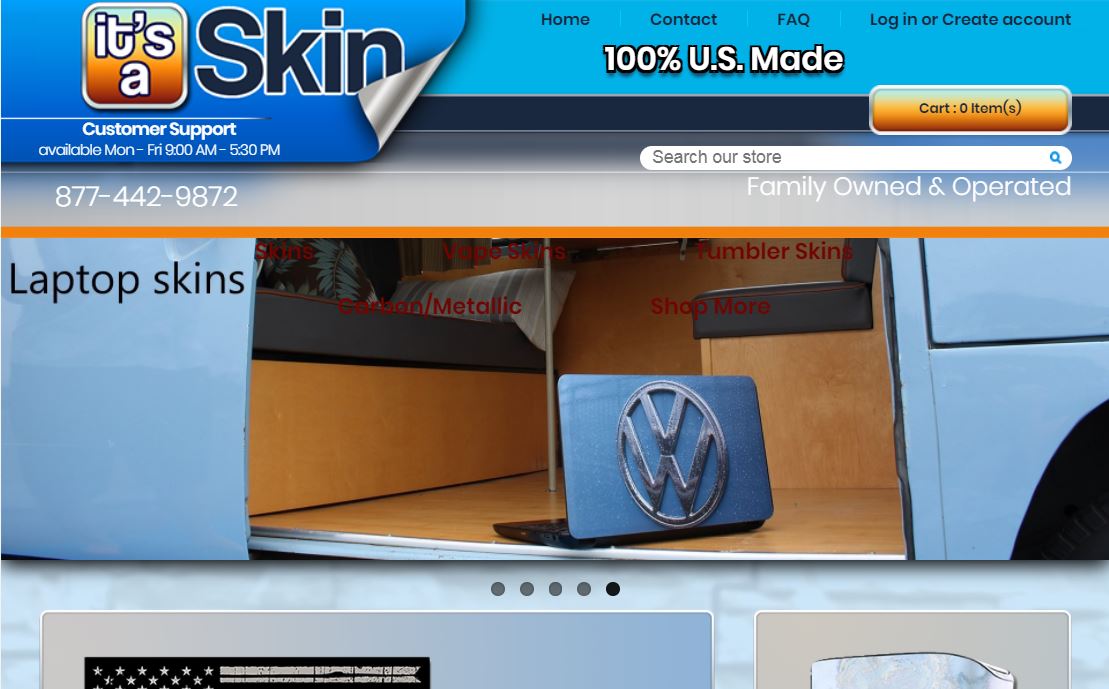 it's
a
Skin
Home
Contact
FAQ
Log in or Create account
100% U.S. Made
Cart : 0 Item(s)
Customer Support
available Mon - Fri 9:00 AM - 5:30 PM
Search our store
877-442-9872
Family Owned & Operated
Skins
Vape Skins
Tumbler Skins
Laptop skins
Carbon/Metallic
Shop More
VW